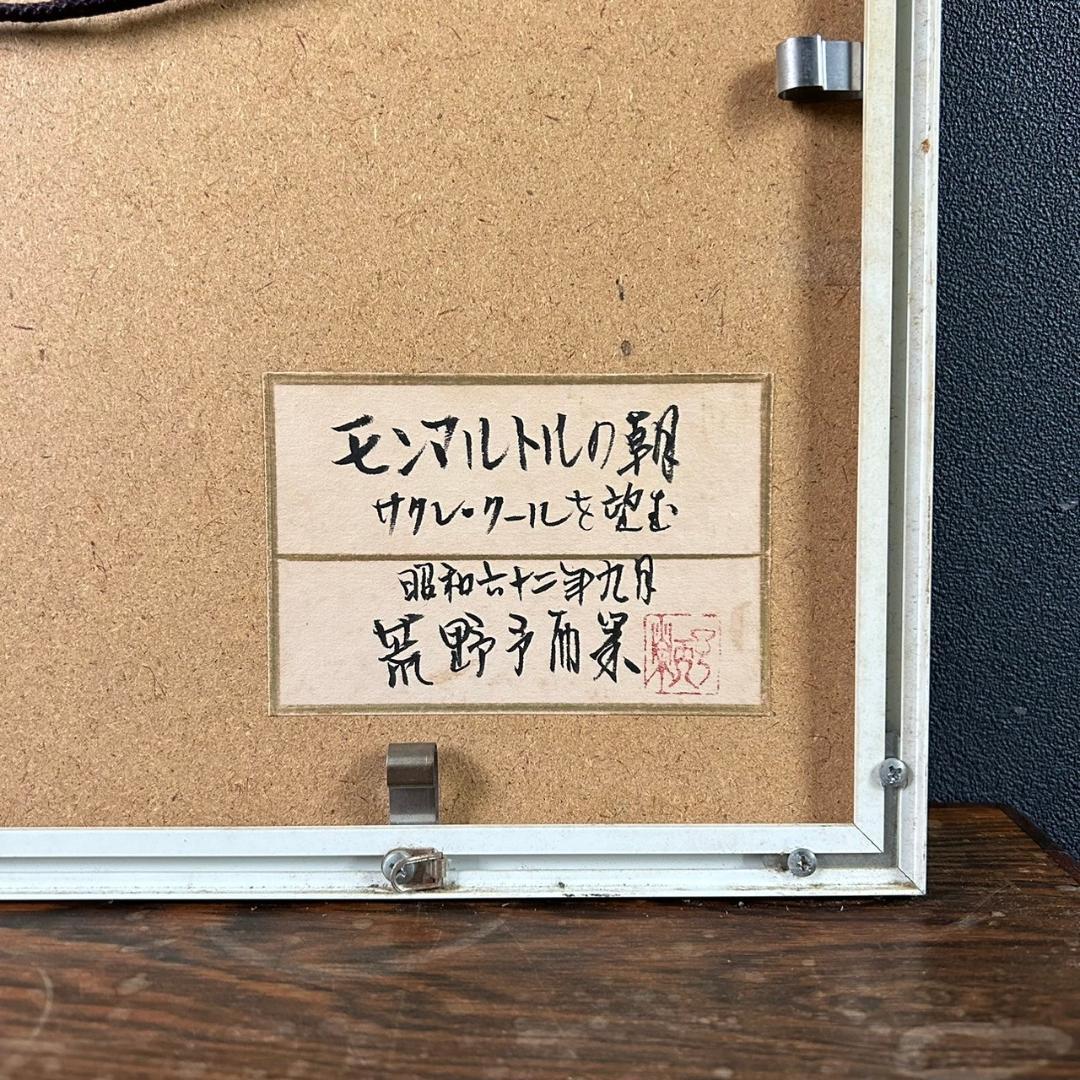 モンマルトルの朝
サクレ・クールを望む
昭和六十二年九月
荒野予而業